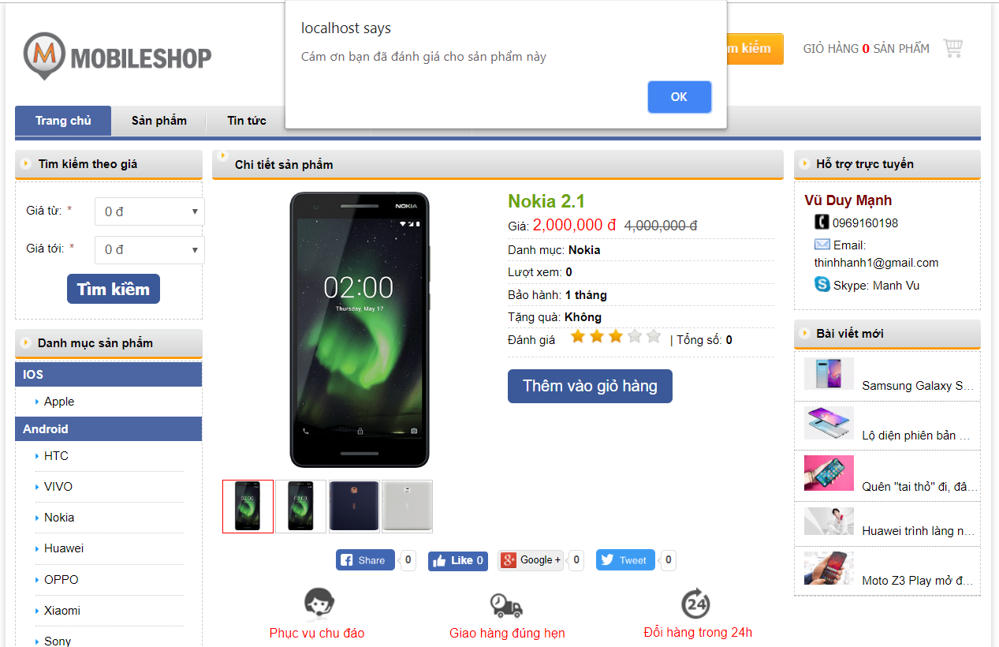 localhost says
Cám ơn bạn đã đánh giá cho sản phẩm này
OK
MOBILESHOP
m kiếm
GIỎ HÀNG 0 SẢN PHẨM
Trang chủ
Sản phẩm
Tin tức
Tìm kiếm theo giá
Giá từ: *
0 đ
Giá tới: *
0 đ
Tìm kiềm
Danh mục sản phẩm
IOS
Apple
Android
HTC
VIVO
Nokia
Huawei
OPPO
Xiaomi
Sony
Chi tiết sản phẩm
NOKIA
02:00
Thursday, May 17
Nokia 2.1
Giá: 2,000,000 đ 4,000,000 đ
Danh mục: Nokia
Lượt xem: 0
Bảo hành: 1 tháng
Tặng quà: Không
Đánh giá | Tổng số: 0
Thêm vào giỏ hàng
02:00
02:00
Share 0
Like 0
Google + 0
Tweet 0
Phục vụ chu đáo
Giao hàng đúng hẹn
24
Đổi hàng trong 24h
Hỗ trợ trực tuyến
Vũ Duy Mạnh
0969160198
Email:
thinhhanh1@gmail.com
Skype: Manh Vu
Bài viết mới
Samsung Galaxy S...
Lộ diện phiên bản ...
Quên "tai thỏ" đi, đâ...
Huawei trình làng n...
Moto Z3 Play mở đ...